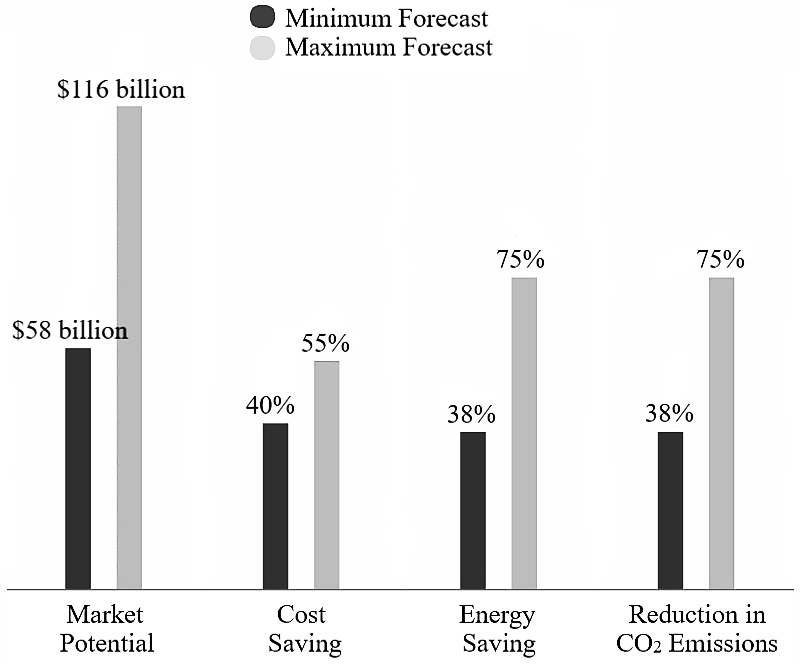 Minimum Forecast
Maximum Forecast
$116 billion
$58 billion
40%
55%
38%
75%
38%
75%
Market
Potential
Cost
Saving
Energy
Saving
Reduction in
CO₂ Emissions